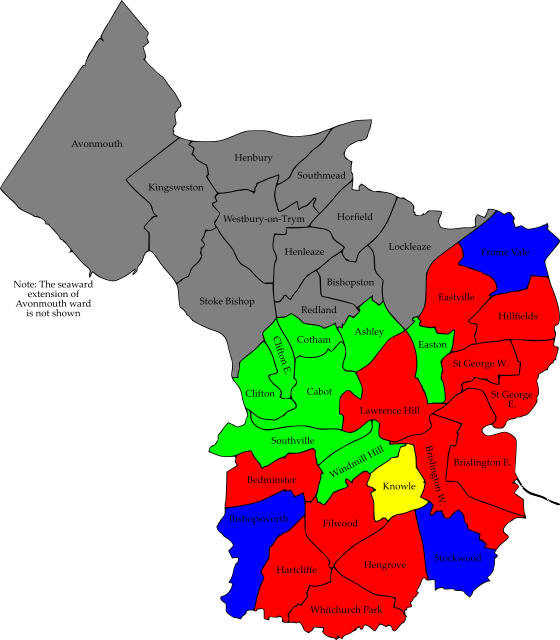 Avonmouth
Henbury
Southmead
Kingsweston
Westbury-on-Trym
Horfield
Lockleaze
Henleaze
Frome Vale
Note: The seaward
extension of
Avonmouth ward
is not shown
Bishopston
Stoke Bishop
Eastville
Redland
Hillfields
Ashley
Cotham
Clifton E.
Easton
St George W.
Clifton
Cabot
St George
E.
Lawrence Hill
Southville
Windmill Hill
Brislington W.
Brislington E.
Bedminster
Knowle
Bishopsworth
Filwood
Stockwood
Hartcliffe
Hengrove
Whitchurch Park